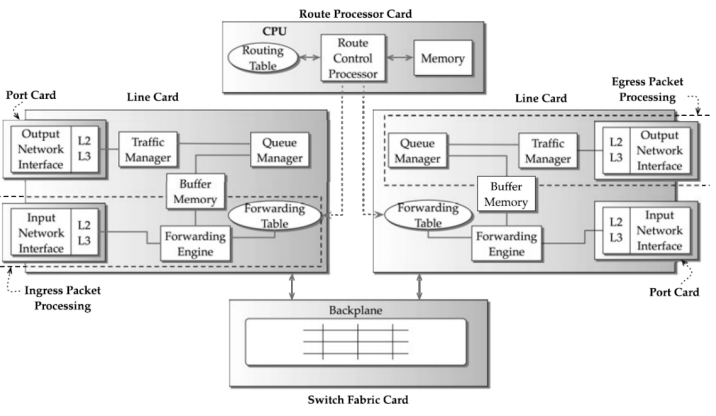 Route Processor Card
CPU
Routing
Table
Route
Control
Processor
Memory
Egress Packet
Processing
Port Card
Line Card
Line Card
Output
Network
Interface
L2
L3
Traffic
Manager
Queue
Manager
Buffer
Memory
Forwarding
Table
Input
Network
Interface
L2
L3
Forwarding
Engine
Ingress Packet
Processing
Queue
Manager
Traffic
Manager
L2
L3
Output
Network
Interface
Buffer
Memory
Forwarding
Table
Forwarding
Engine
L2
L3
Input
Network
Interface
Port Card
Backplane
Switch Fabric Card